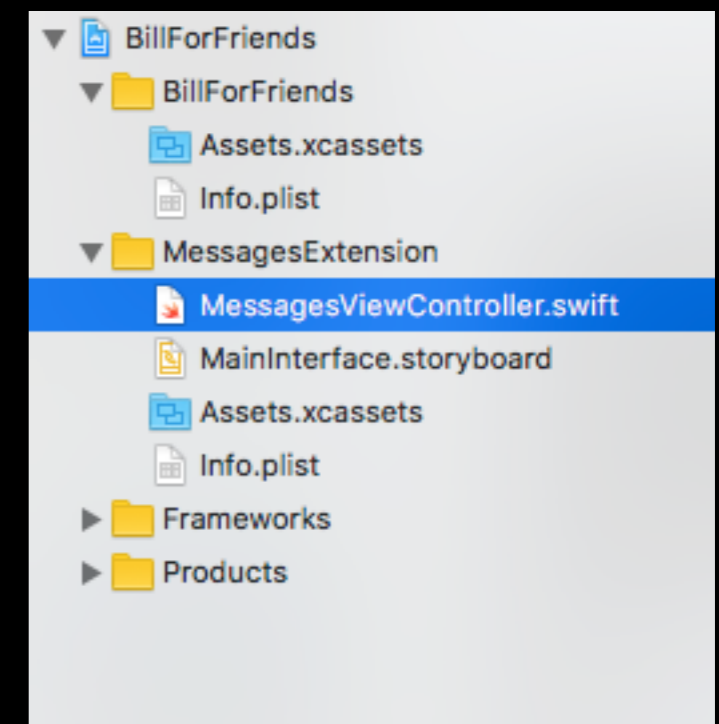 BillForFriends
BillForFriends
Assets.xcassets
Info.plist
MessagesExtension
MessagesViewController.swift
MainInterface.storyboard
Assets.xcassets
Info.plist
Frameworks
Products